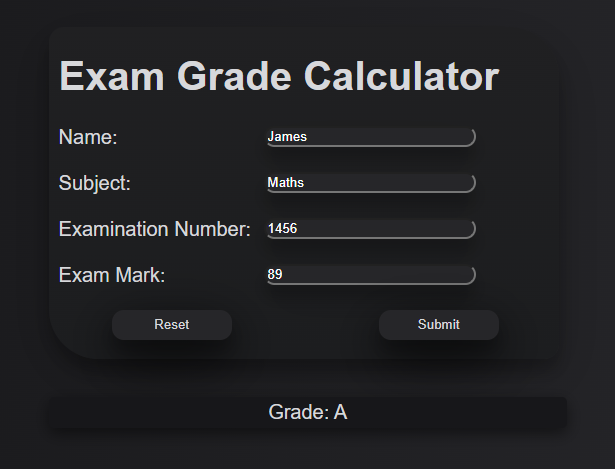 Exam Grade Calculator
Name: James
Subject: Maths
Examination Number: 1456
Exam Mark: 89
Reset Submit
Grade: A